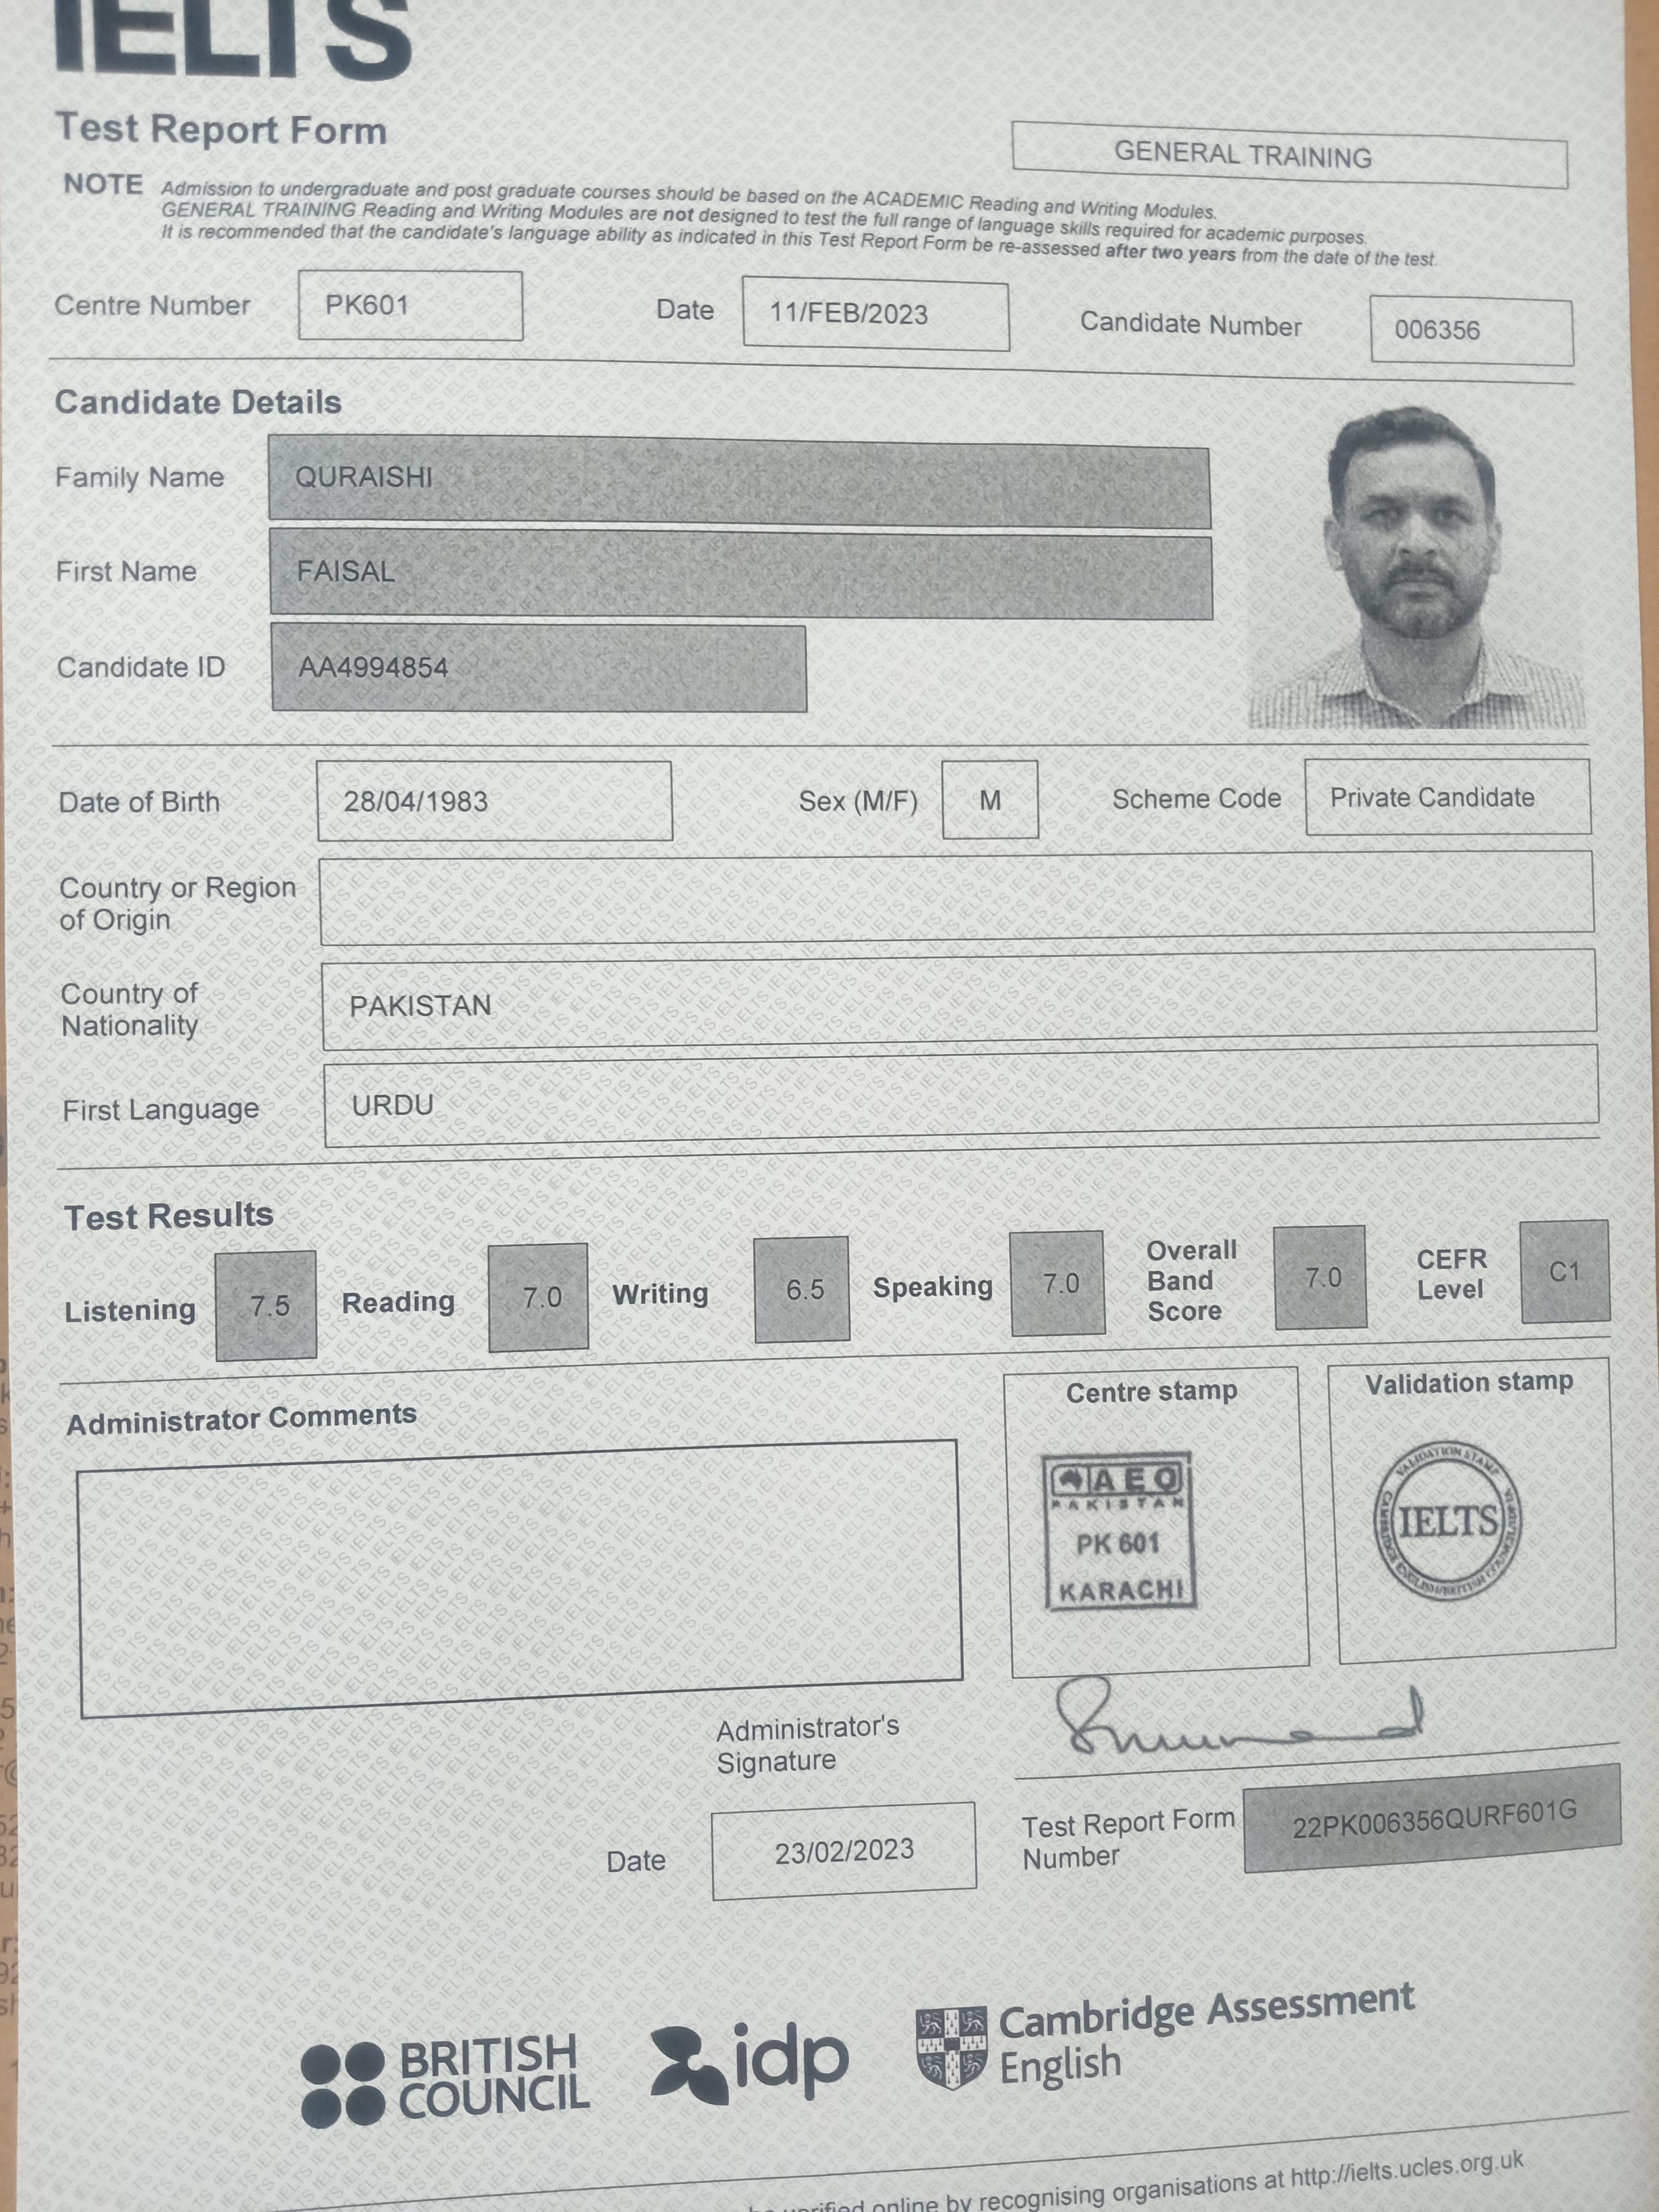 IELTS
Test Report Form
GENERAL TRAINING
NOTE Admission to undergraduate and post graduate courses should be based on the ACADEMIC Reading and Writing Modules.
GENERAL TRAINING Reading and Writing Modules are not designed to test the full range of language skills required for academic purposes.
It is recommended that the candidate's language ability as indicated in this Test Report Form be re-assessed after two years from the date of the test.
Centre Number PK601 Date 11/FEB/2023 Candidate Number 006356
Candidate Details
Family Name QURAISHI
First Name FAISAL
Candidate ID AA4994854
Date of Birth 28/04/1983 Sex (M/F) M Scheme Code Private Candidate
Country or Region
of Origin
Country of
Nationality
PAKISTAN
First Language URDU
Test Results
Listening 7.5 Reading 7.0 Writing 6.5 Speaking 7.0
Overall
Band
Score
7.0
CEFR
Level
C1
Administrator Comments
Centre stamp
AEO
PAKISTAN
PK 601
KARACHI
Validation stamp
VALIDATION STAMP
IELTS
Administrator's
Signature
Date 23/02/2023
Test Report Form
Number
22PK006356QURF601G
BRITISH
COUNCIL
idp
Cambridge Assessment
English
verified online by recognising organisations at http://ielts.ucles.org.uk